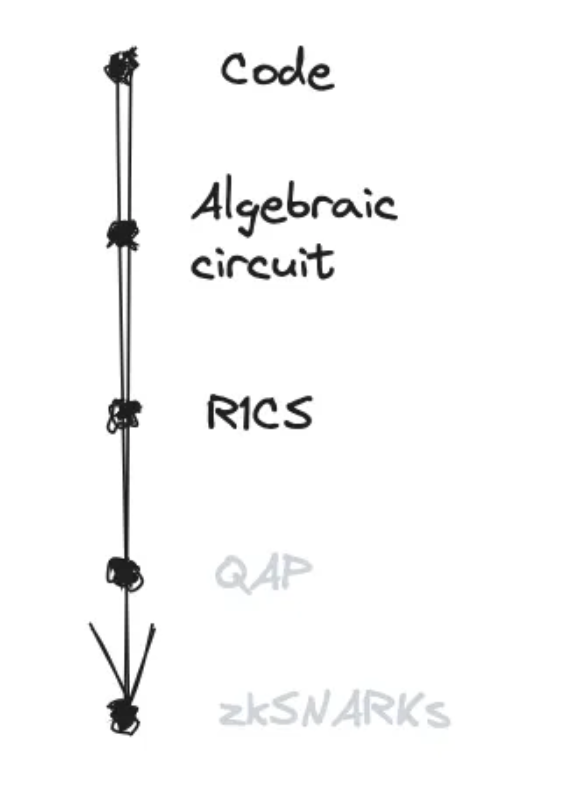 Code
Algebraic
circuit
R1CS
QAP
zkSNARKs